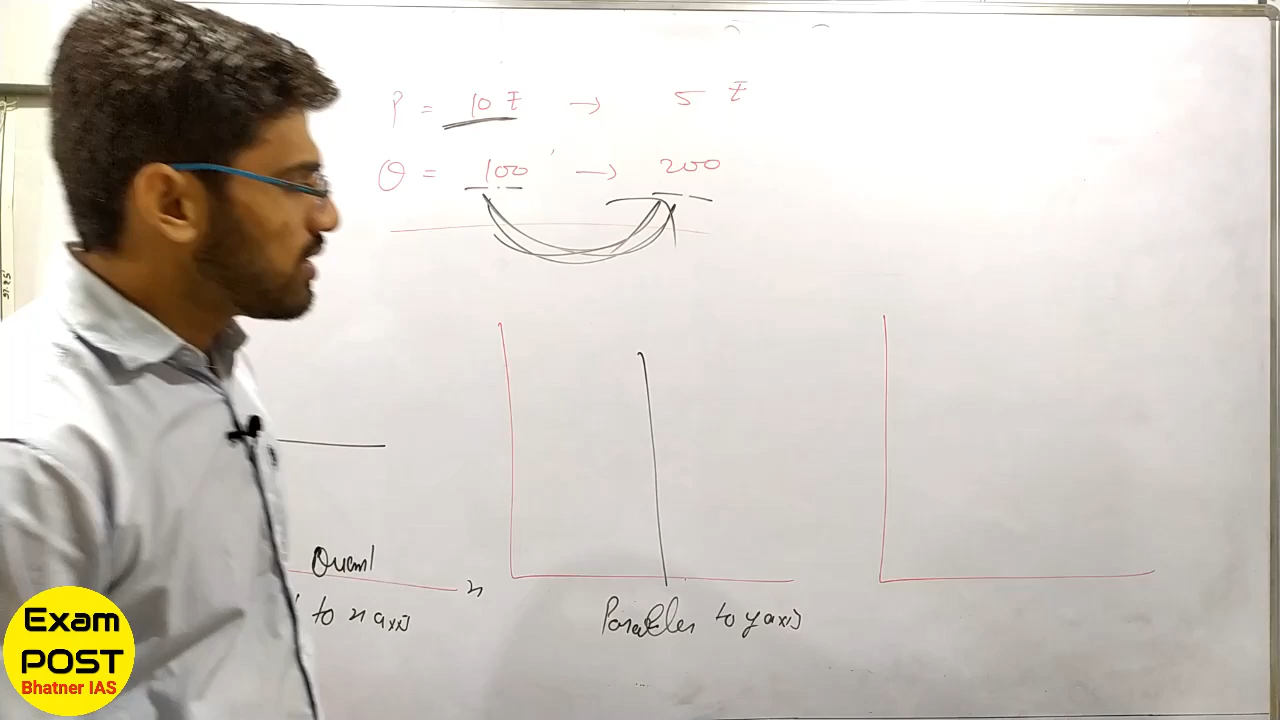 P = 10 ₹ → 5 ₹
Q = 100 → 200
Quant
x
to x axis
Parallel to y axis
Exam
POST
Bhatner IAS